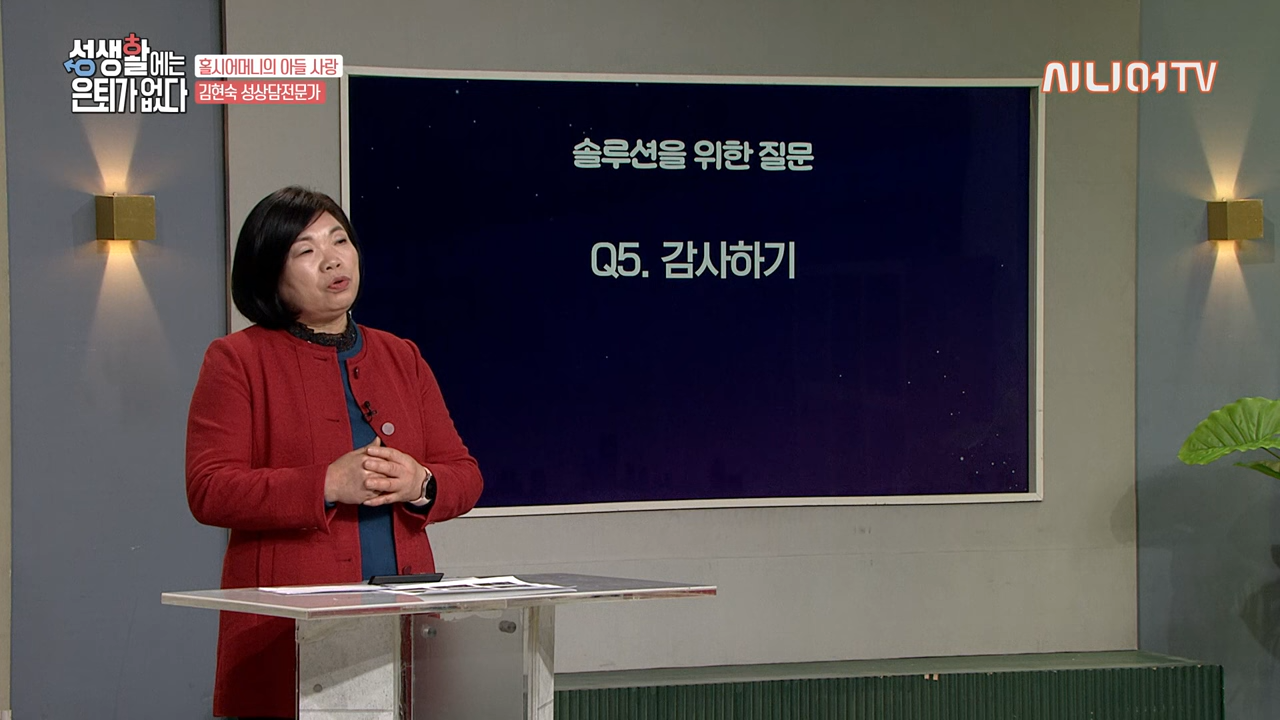 성생활에는
은퇴가 없다
홀시어머니의 아들 사랑
김현숙 성상담전문가
시니어TV
솔루션을 위한 질문
Q5. 감사하기